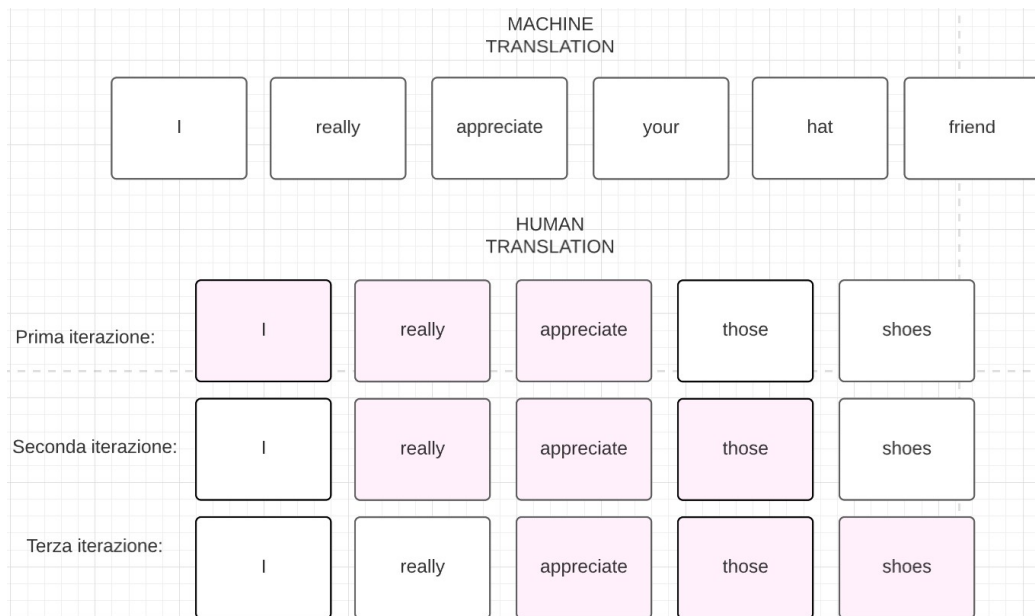 MACHINE
TRANSLATION
I really appreciate your hat friend
HUMAN
TRANSLATION
Prima iterazione: I really appreciate those shoes
Seconda iterazione: I really appreciate those shoes
Terza iterazione: I really appreciate those shoes